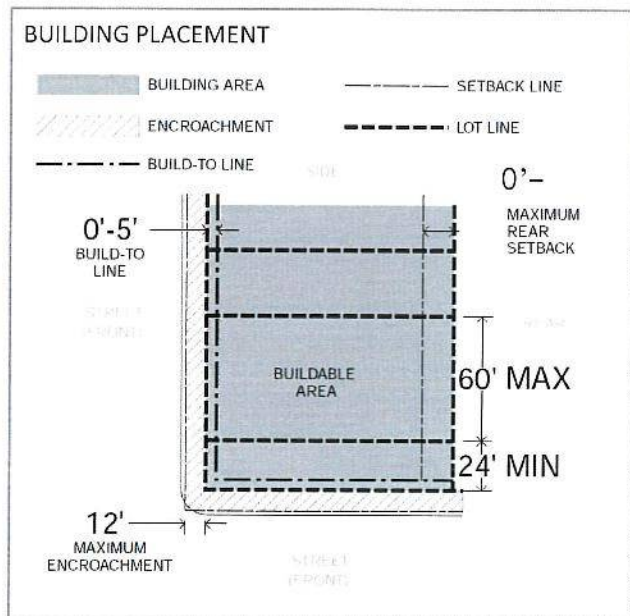 BUILDING PLACEMENT
BUILDING AREA
SETBACK LINE
ENCROACHMENT
LOT LINE
BUILD-TO LINE
SIDE
0'-
0'-5'
BUILD-TO
LINE
MAXIMUM
REAR
SETBACK
STREET
(FRONT)
BUILDABLE
AREA
60' MAX
24' MIN
12'
MAXIMUM
ENCROACHMENT
STREET
(FRONT)